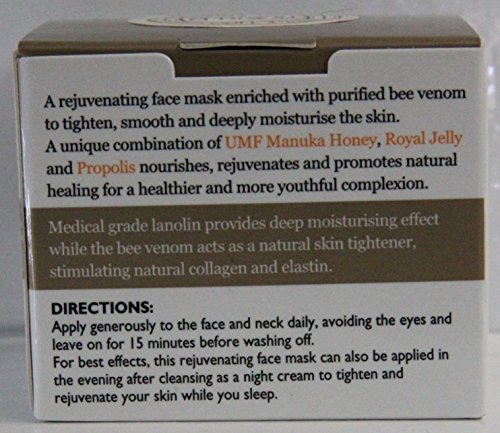 A rejuvenating face mask enriched with purified bee venom
to tighten, smooth and deeply moisturise the skin.
A unique combination of UMF Manuka Honey, Royal Jelly
and Propolis nourishes, rejuvenates and promotes natural
healing for a healthier and more youthful complexion.
Medical grade lanolin provides deep moisturising effect
while the bee venom acts as a natural skin tightener,
stimulating natural collagen and elastin.
DIRECTIONS:
Apply generously to the face and neck daily, avoiding the eyes and
leave on for 15 minutes before washing off.
For best effects, this rejuvenating face mask can also be applied in
the evening after cleansing as a night cream to tighten and
rejuvenate your skin while you sleep.